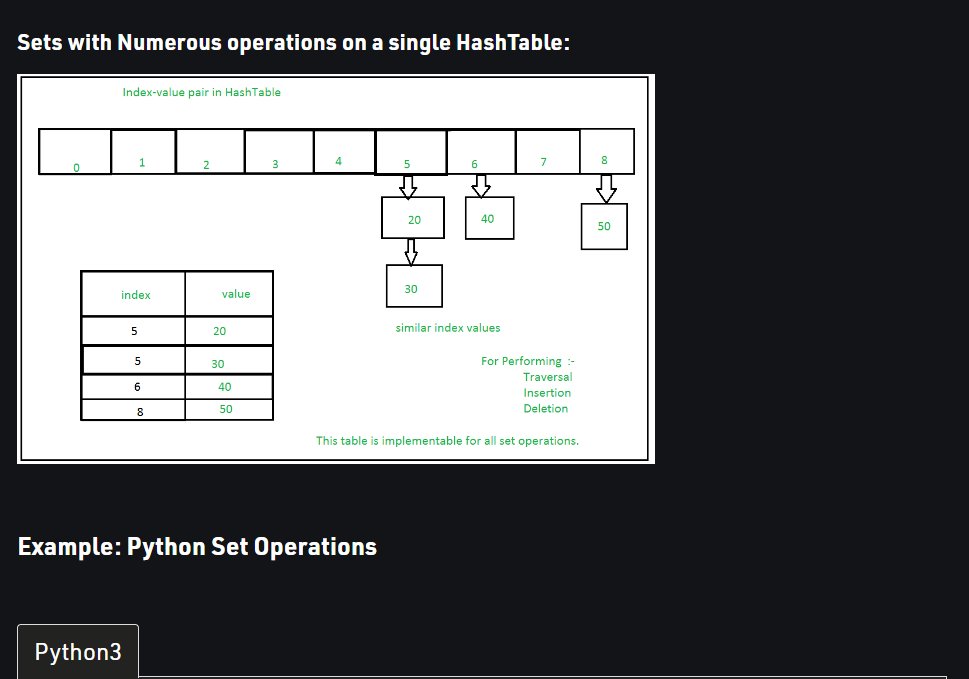 Sets with Numerous operations on a single HashTable:
Index-value pair in HashTable
0 1 2 3 4 5 6 7 8
20 40 50
30
index value
5 20
5 30
6 40
8 50
similar index values
For Performing :-
Traversal
Insertion
Deletion
This table is implementable for all set operations.
Example: Python Set Operations
Python3